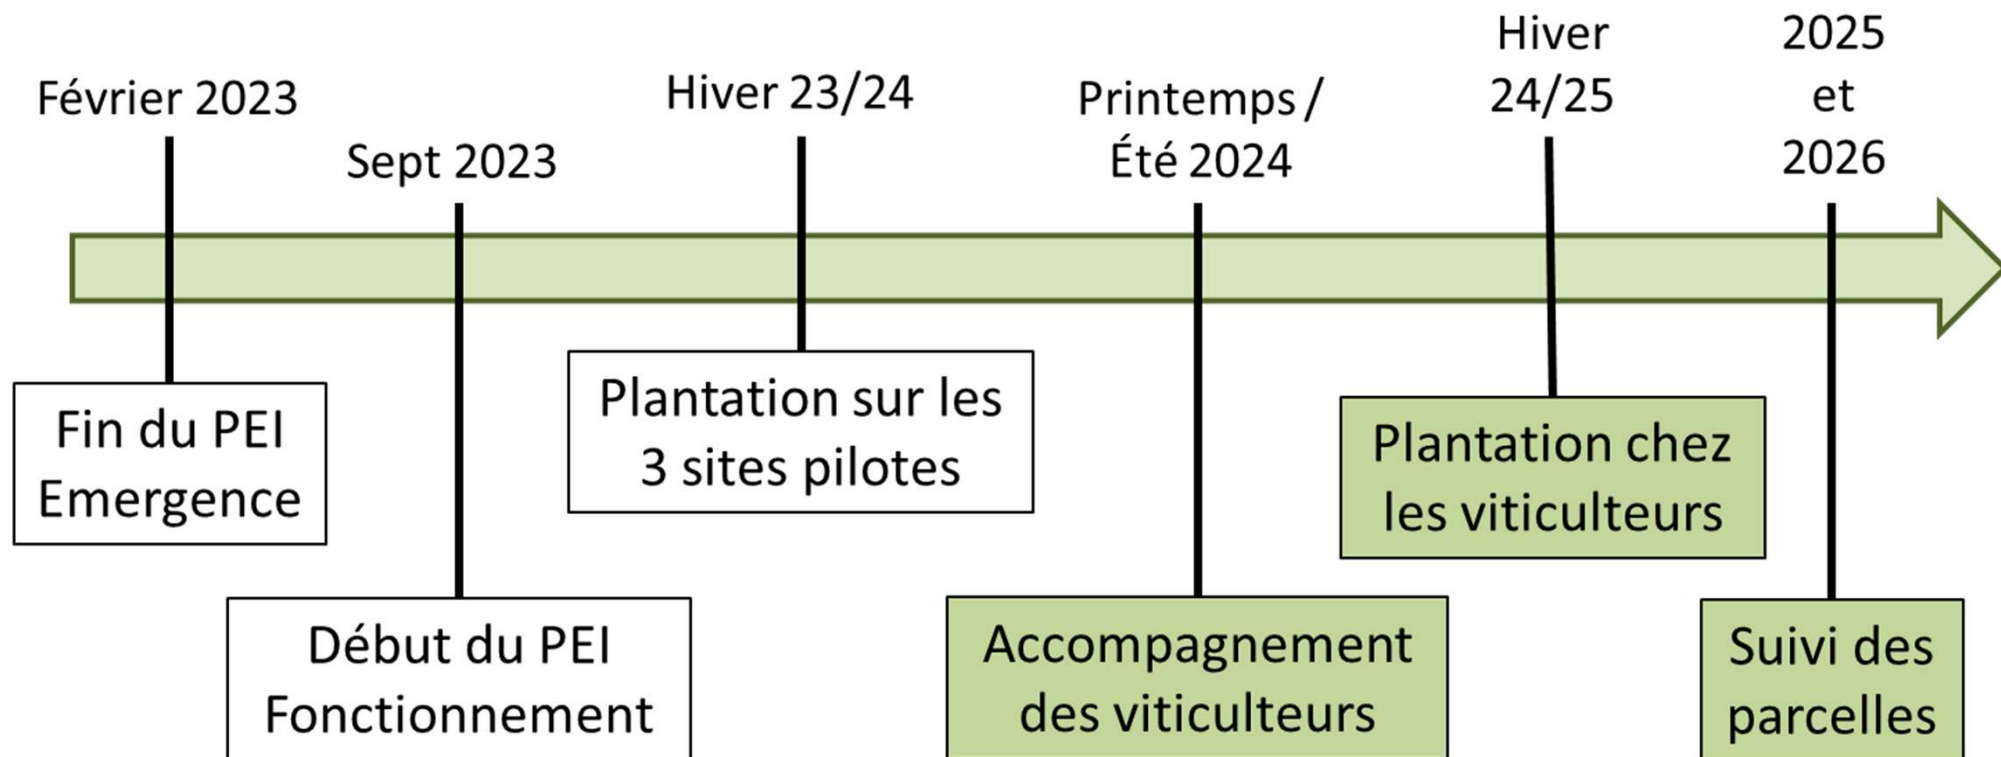 Février 2023
Sept 2023
Hiver 23/24
Printemps /
Été 2024
Hiver
24/25
2025
et
2026
Fin du PEI
Emergence
Début du PEI
Fonctionnement
Plantation sur les
3 sites pilotes
Accompagnement
des viticulteurs
Plantation chez
les viticulteurs
Suivi des
parcelles